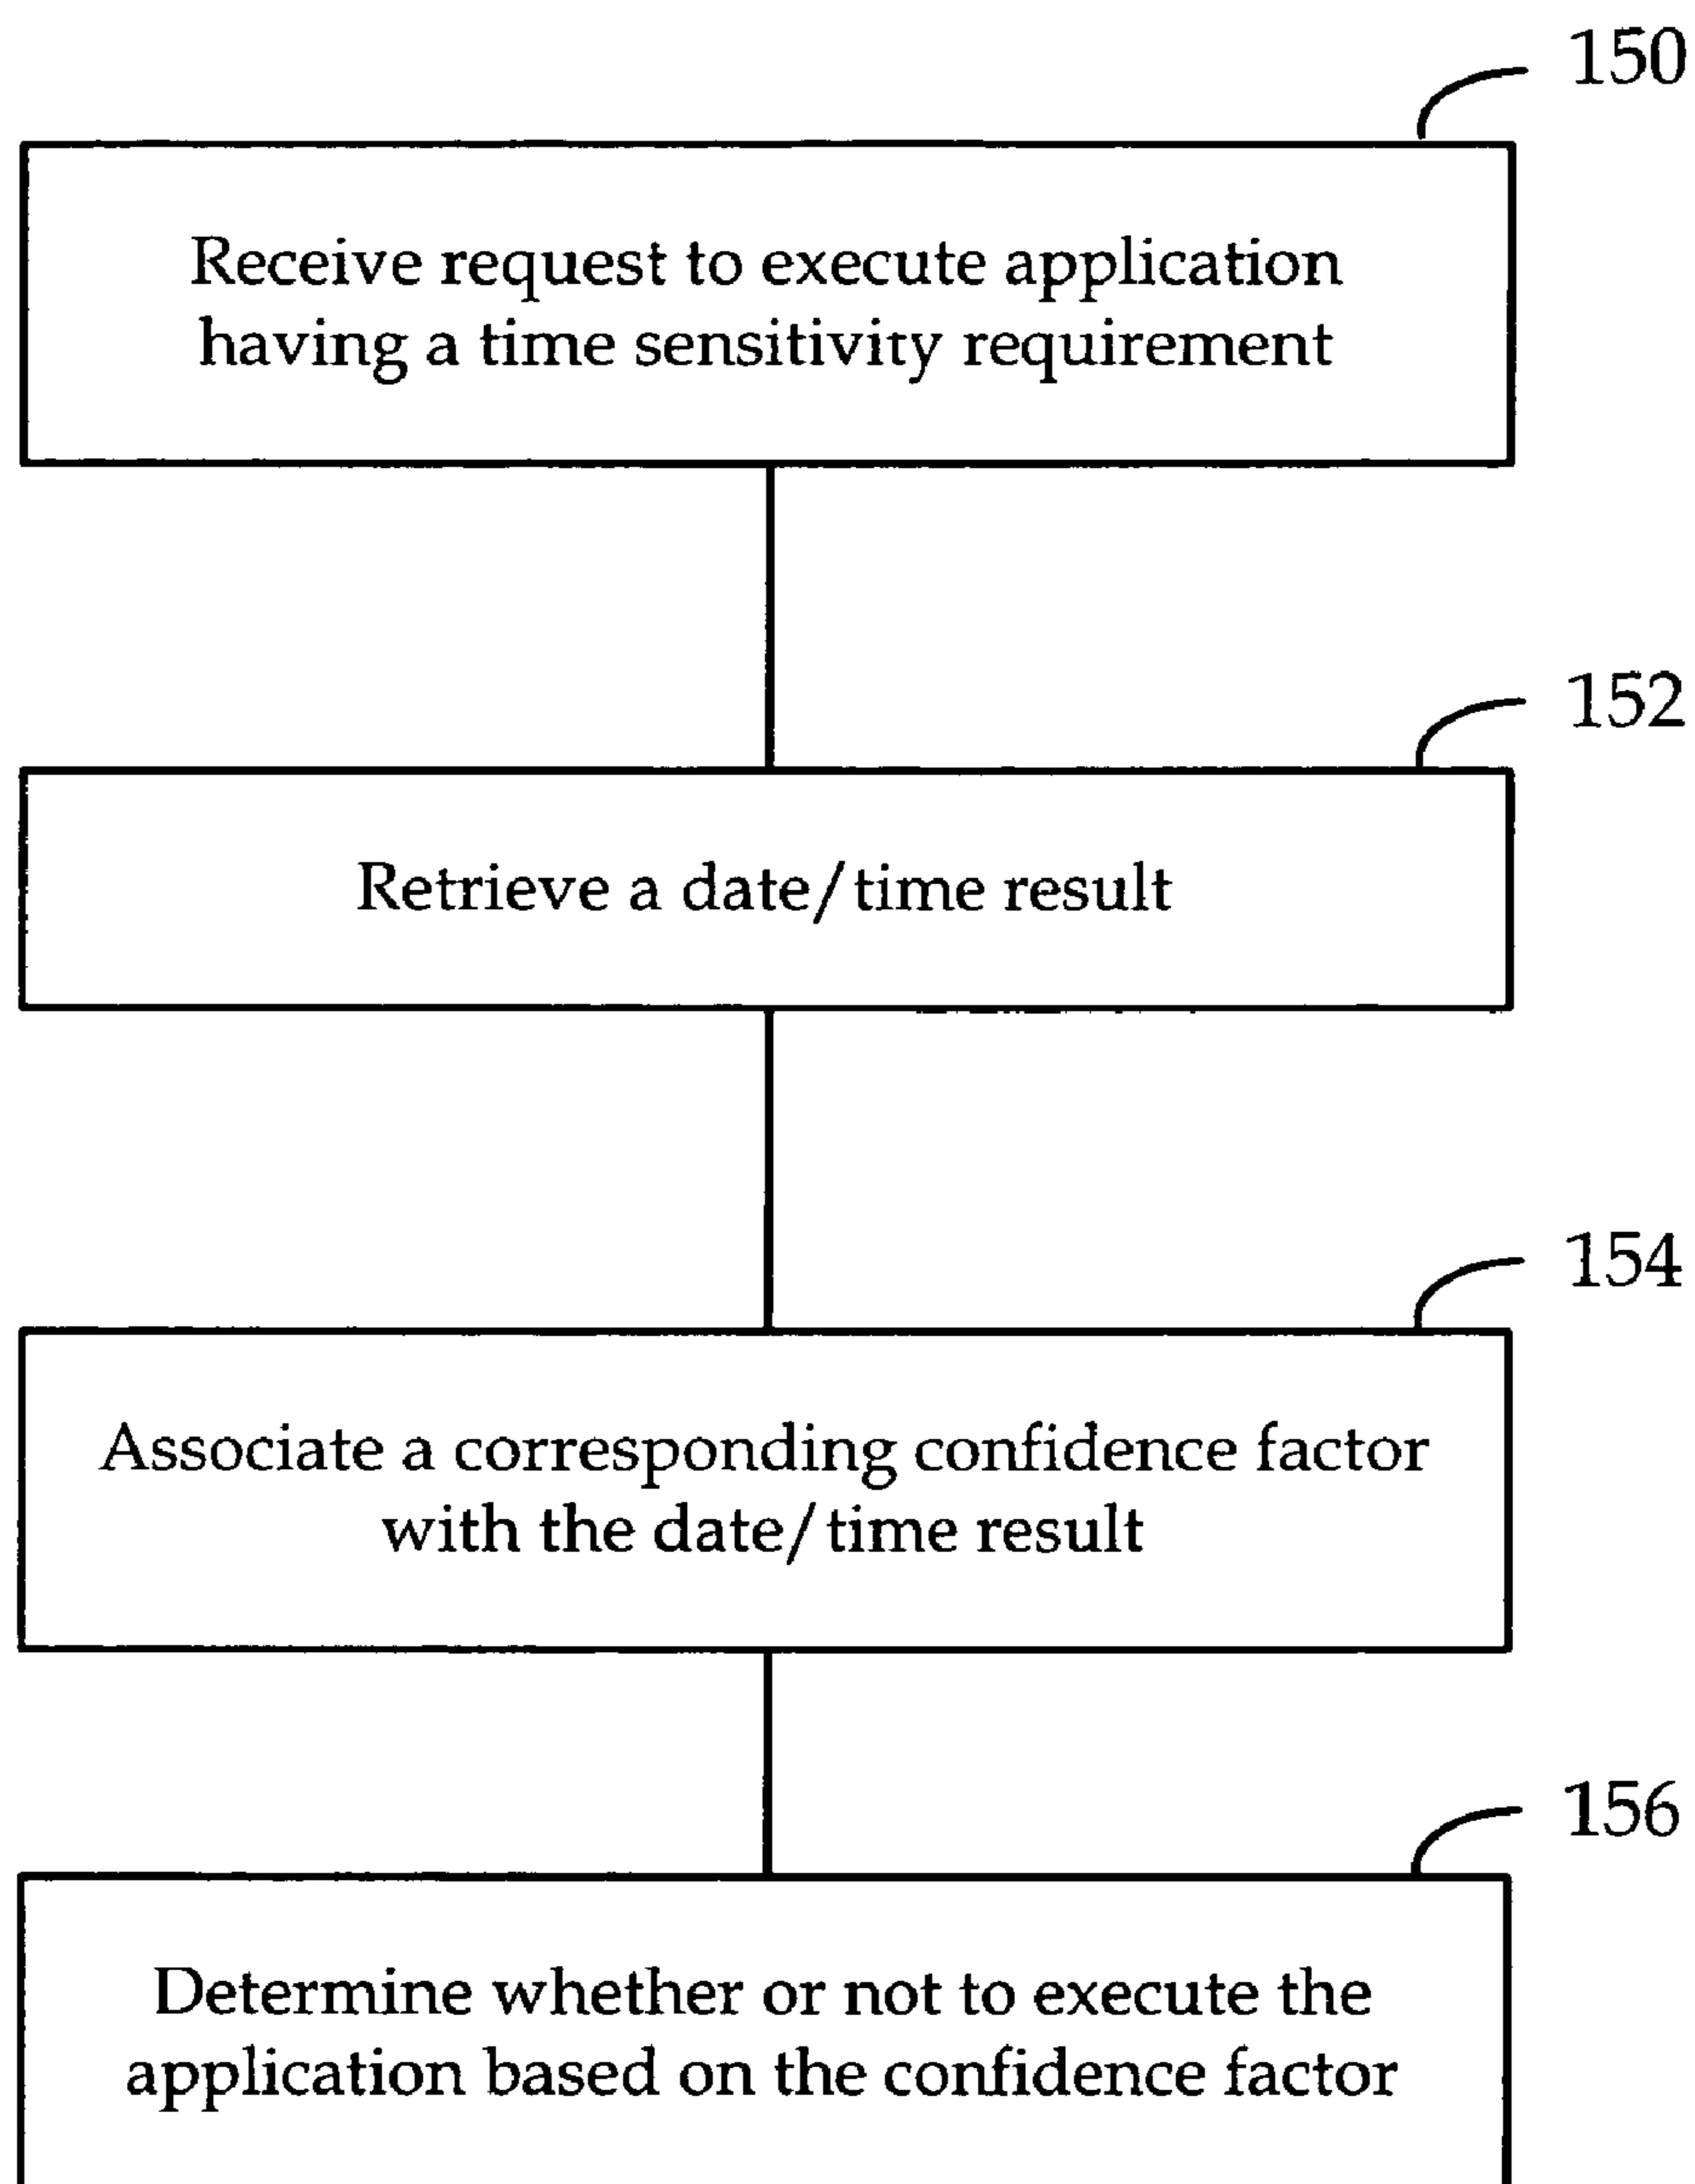 150
Receive request to execute application
having a time sensitivity requirement
152
Retrieve a date/time result
154
Associate a corresponding confidence factor
with the date/time result
156
Determine whether or not to execute the
application based on the confidence factor